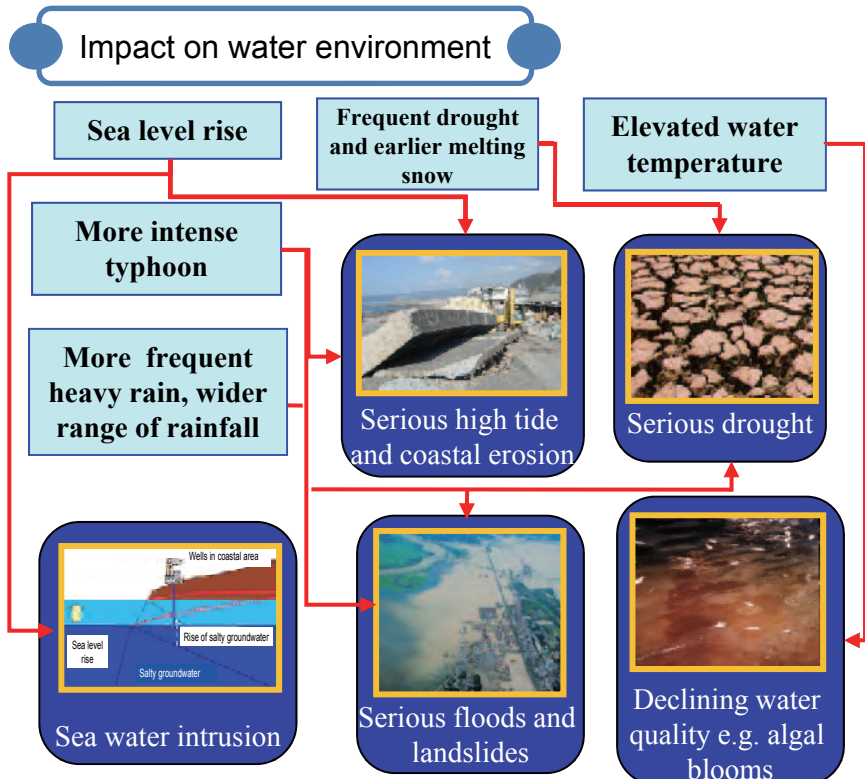 Impact on water environment
Sea level rise
Frequent drought
and earlier melting
snow
Elevated water
temperature
More intense
typhoon
More frequent
heavy rain, wider
range of rainfall
Serious high tide
and coastal erosion
Serious drought
Wells in coastal area
Sea level
rise
Rise of salty groundwater
Salty groundwater
Sea water intrusion
Serious floods and
landslides
Declining water
quality e.g. algal
blooms